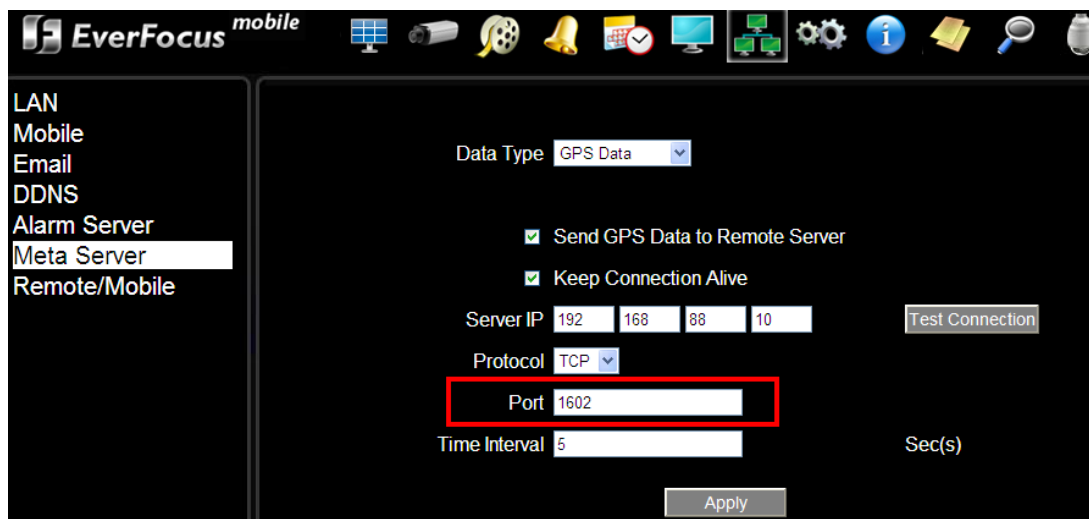 EverFocus mobile
LAN
Mobile
Email
DDNS
Alarm Server
Meta Server
Remote/Mobile
Data Type GPS Data
Send GPS Data to Remote Server
Keep Connection Alive
Server IP 192 168 88 10 Test Connection
Protocol TCP
Port 1602
Time Interval 5 Sec(s)
Apply